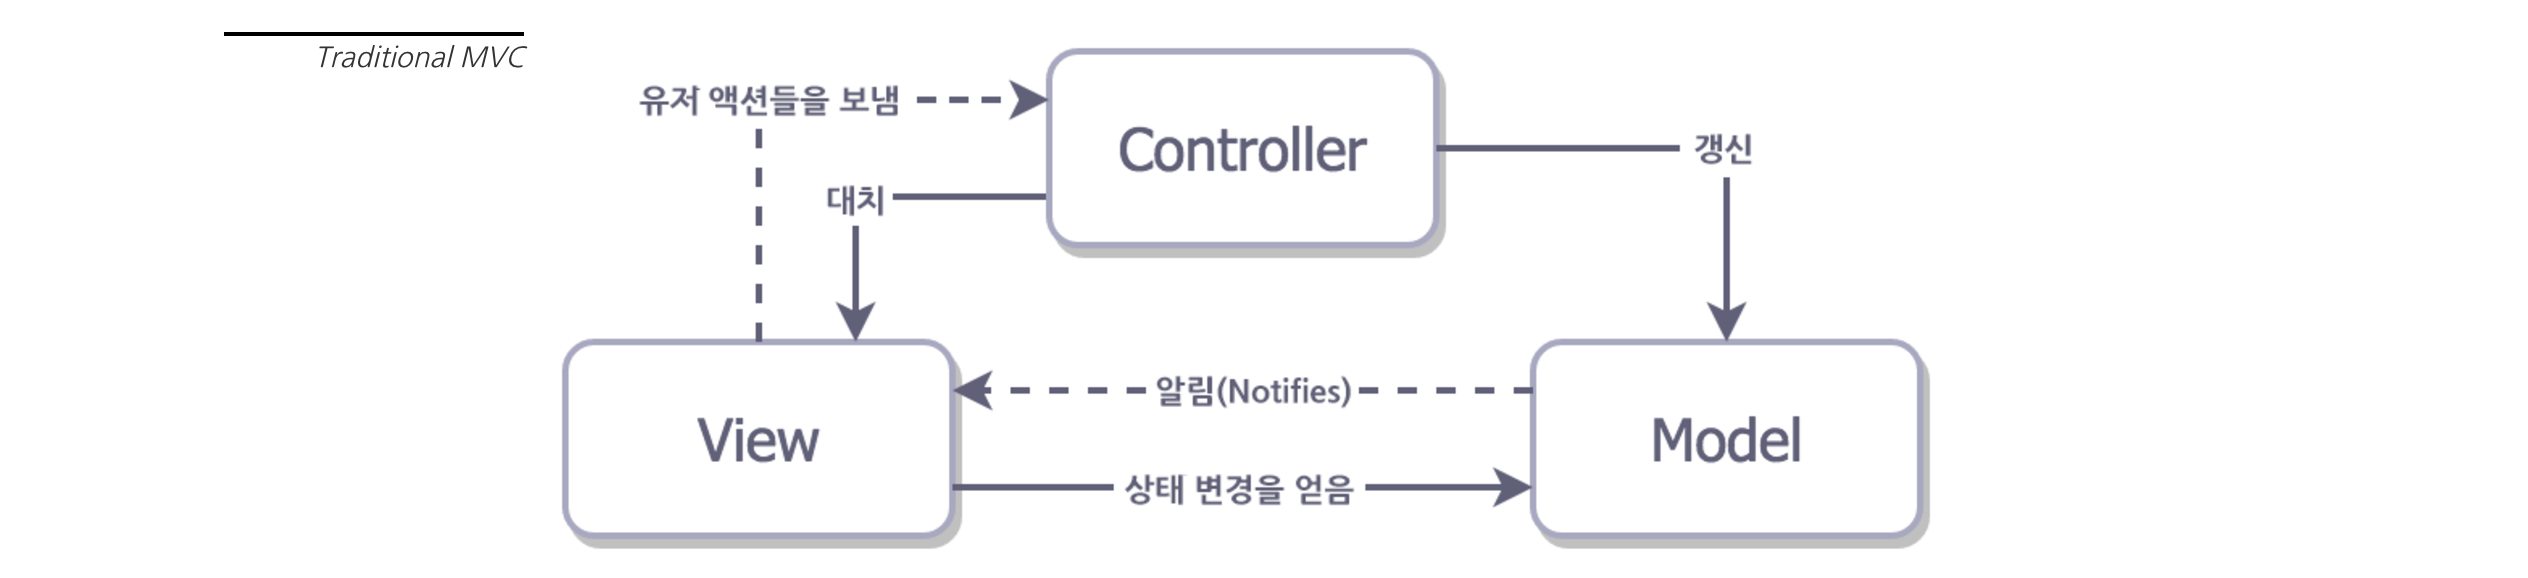 Traditional MVC
유저 액션들을 보냄
Controller
갱신
대치
알림(Notifies)
View
Model
상태 변경을 얻음